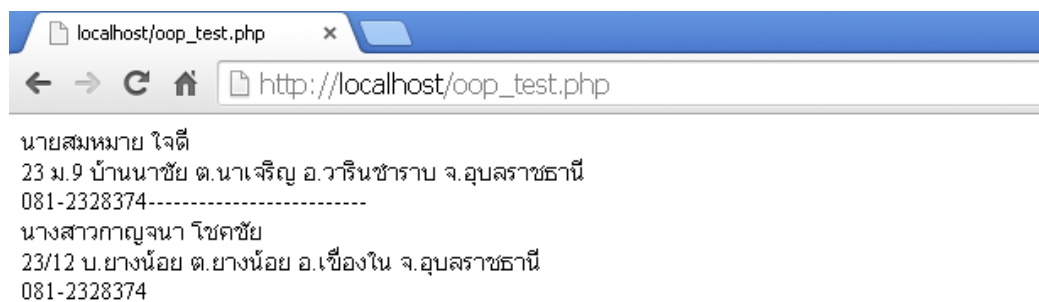 localhost/oop_test.php
http://localhost/oop_test.php
นายสมหมาย ใจดี
23 ม.9 บ้านนาชัย ต.นาเจริญ อ.วารินชำราบ จ.อุบลราชธานี
081-2328374--------------------------
นางสาวกาญจนา โชคชัย
23/12 บ.ยางน้อย ต.ยางน้อย อ.เขื่องใน จ.อุบลราชธานี
081-2328374